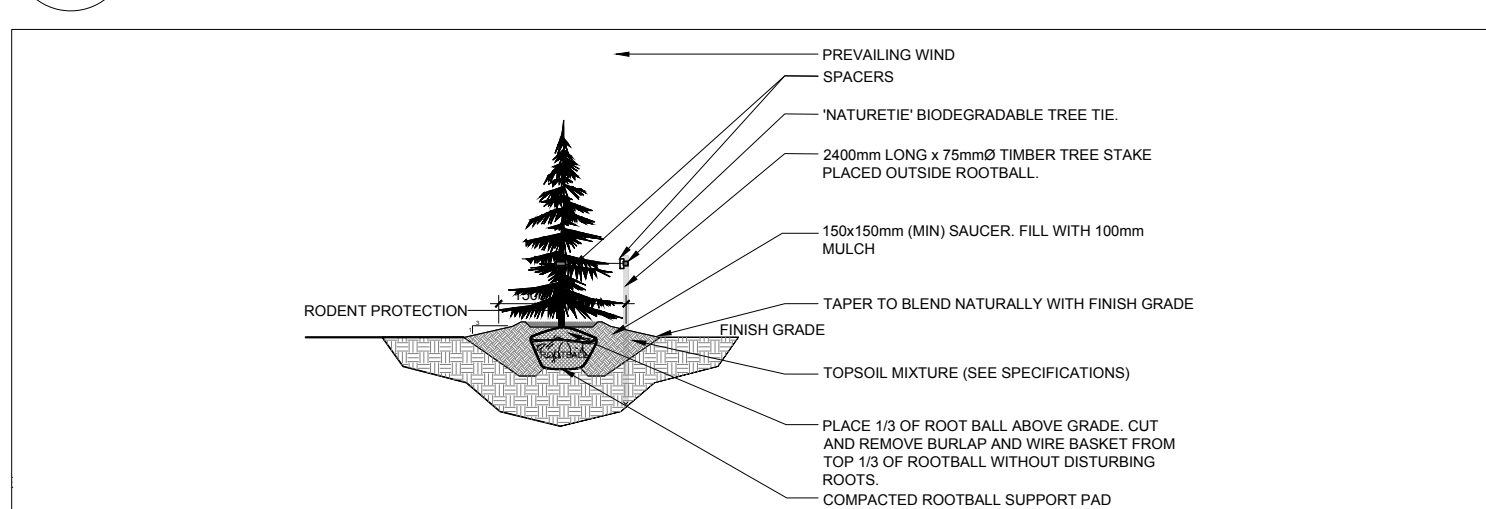 PREVAILING WIND
SPACERS
'NATURETIE' BIODEGRADABLE TREE TIE.
2400mm LONG x 75mmØ TIMBER TREE STAKE
PLACED OUTSIDE ROOTBALL.
150x150mm (MIN) SAUCER. FILL WITH 100mm
MULCH
RODENT PROTECTION
TAPER TO BLEND NATURALLY WITH FINISH GRADE
3
1
FINISH GRADE
ROOTBALL
TOPSOIL MIXTURE (SEE SPECIFICATIONS)
PLACE 1/3 OF ROOT BALL ABOVE GRADE. CUT
AND REMOVE BURLAP AND WIRE BASKET FROM
TOP 1/3 OF ROOTBALL WITHOUT DISTURBING
ROOTS.
COMPACTED ROOTBALL SUPPORT PAD